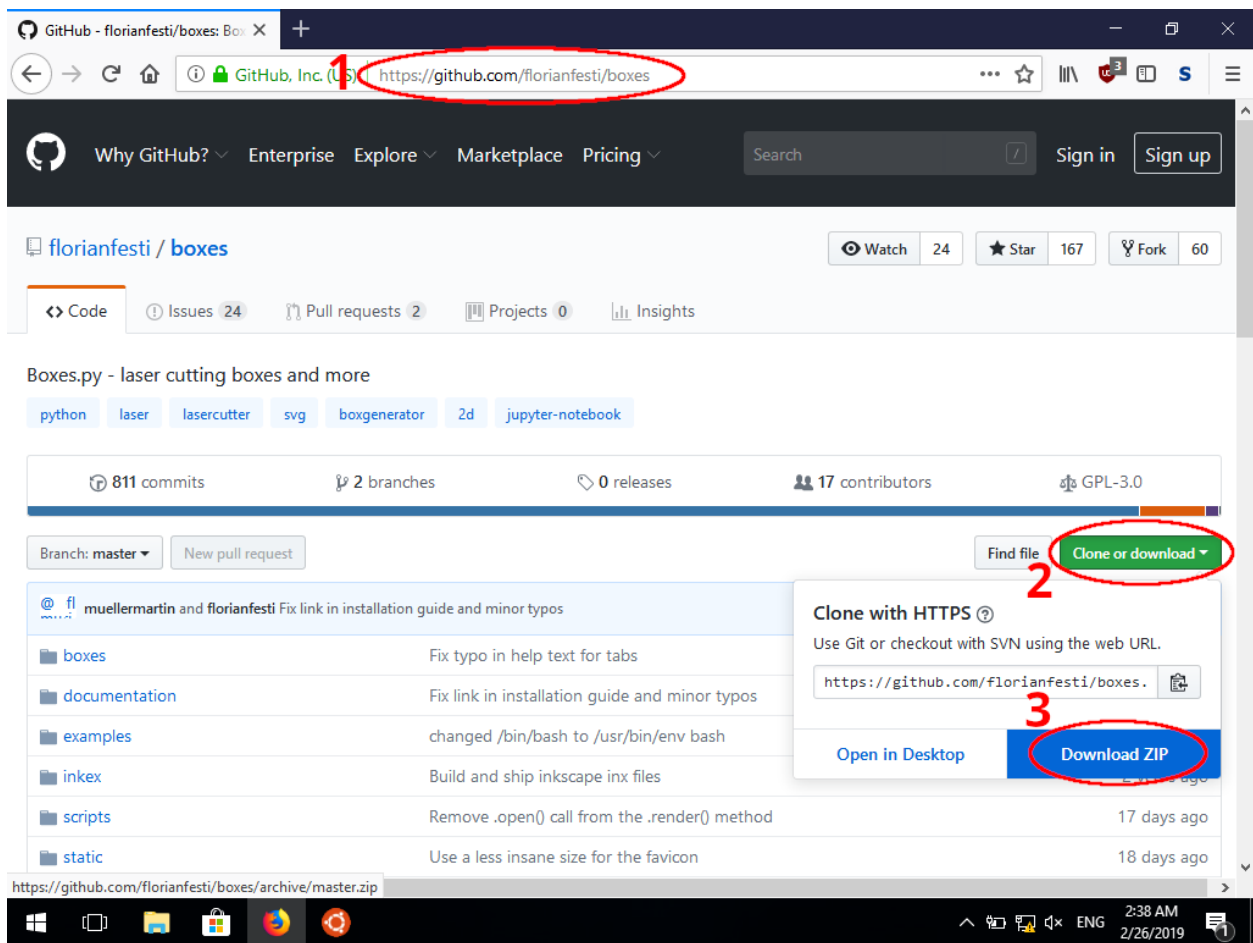 GitHub - florianfesti/boxes: Box
1 GitHub, Inc. (US) https://github.com/florianfesti/boxes 3
Why GitHub? Enterprise Explore Marketplace Pricing Search / Sign in Sign up
florianfesti / boxes Watch 24 Star 167 Fork 60
Code Issues 24 Pull requests 2 Projects 0 Insights
Boxes.py - laser cutting boxes and more
python laser lasercutter svg boxgenerator 2d jupyter-notebook
811 commits 2 branches 0 releases 17 contributors GPL-3.0
Branch: master New pull request Find file Clone or download
2
muellermartin and florianfesti Fix link in installation guide and minor typos
Clone with HTTPS ?
Use Git or checkout with SVN using the web URL.
https://github.com/florianfesti/boxes.
3
Open in Desktop Download ZIP
boxes Fix typo in help text for tabs
documentation Fix link in installation guide and minor typos
examples changed /bin/bash to /usr/bin/env bash
inkex Build and ship inkscape inx files
scripts Remove .open() call from the .render() method 17 days ago
static Use a less insane size for the favicon 18 days ago
https://github.com/florianfesti/boxes/archive/master.zip
ENG 2:38 AM
2/26/2019 1